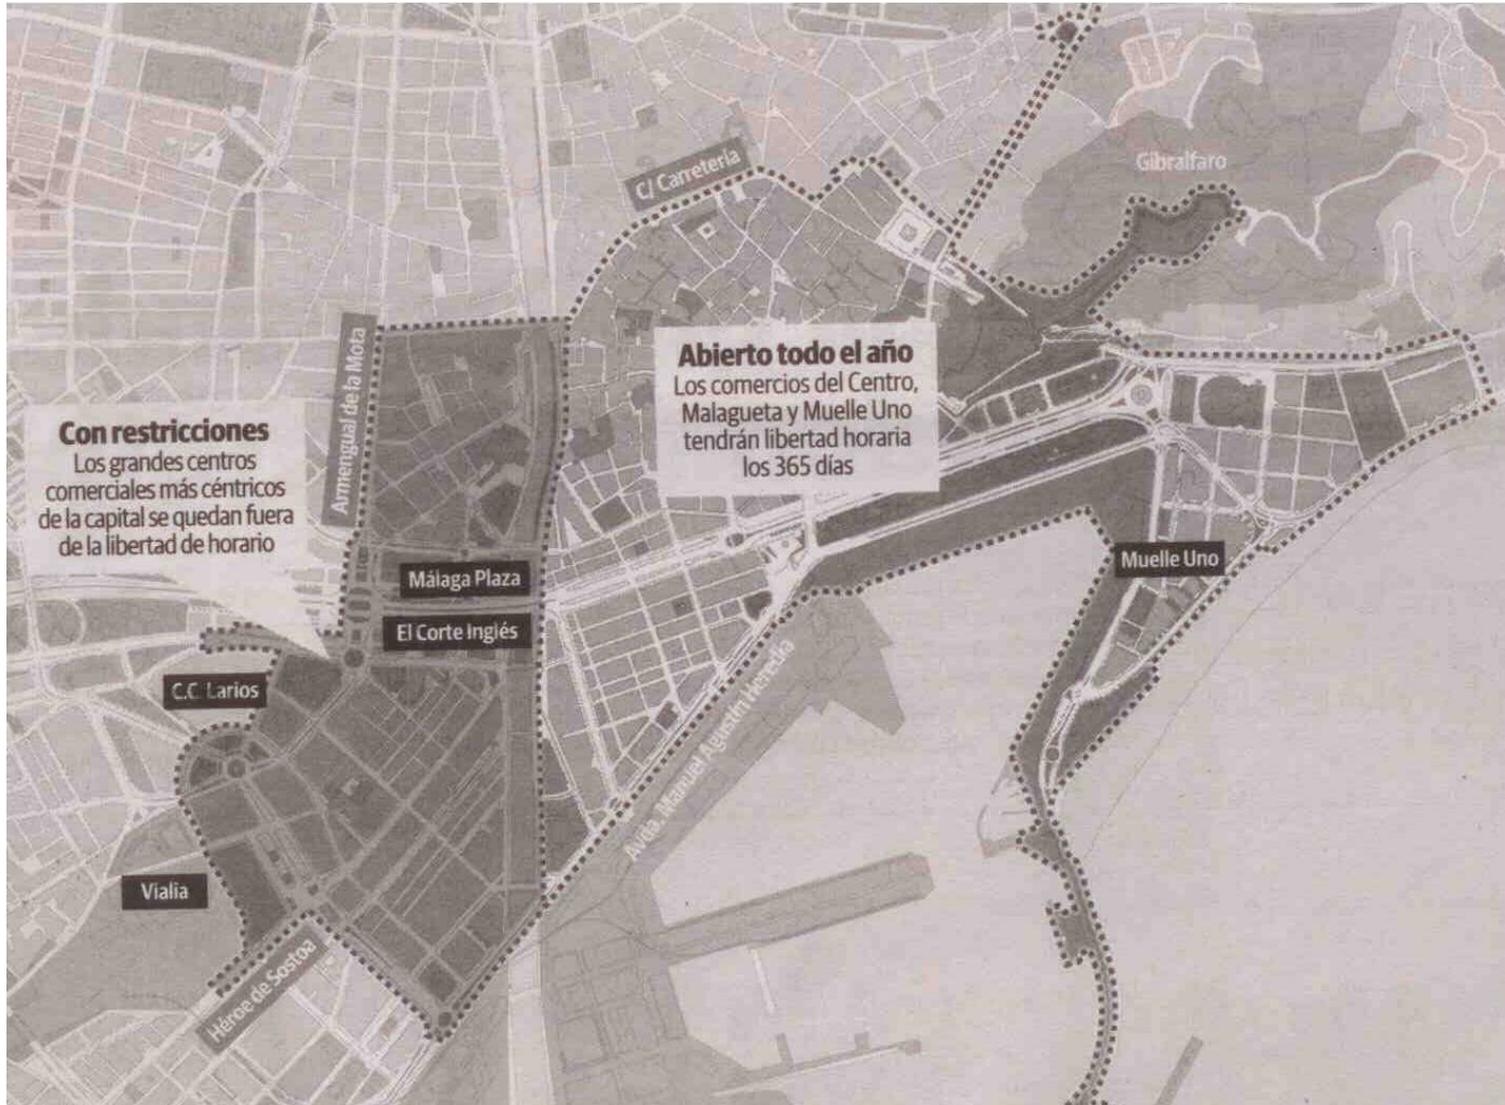 Gibralfaro
C/ Carretería
Armengual de la Mota
Abierto todo el año
Los comercios del Centro,
Malagueta y Muelle Uno
tendrán libertad horaria
los 365 días
Con restricciones
Los grandes centros
comerciales más céntricos
de la capital se quedan fuera
de la libertad de horario
Málaga Plaza
Muelle Uno
El Corte Inglés
C.C. Larios
Avda. Manuel Agustín Heredia
Vialia
Héroe de Sostoa